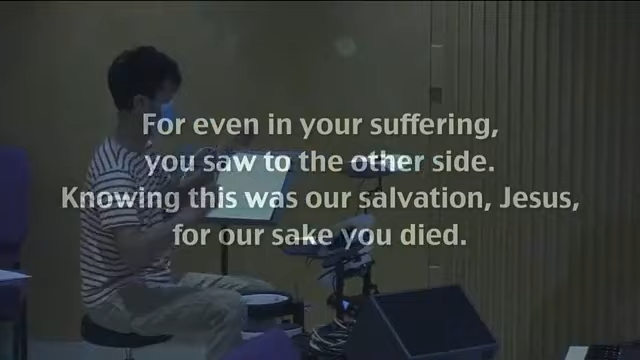 For even in your suffering,
you saw to the other side.
Knowing this was our salvation, Jesus,
for our sake you died.